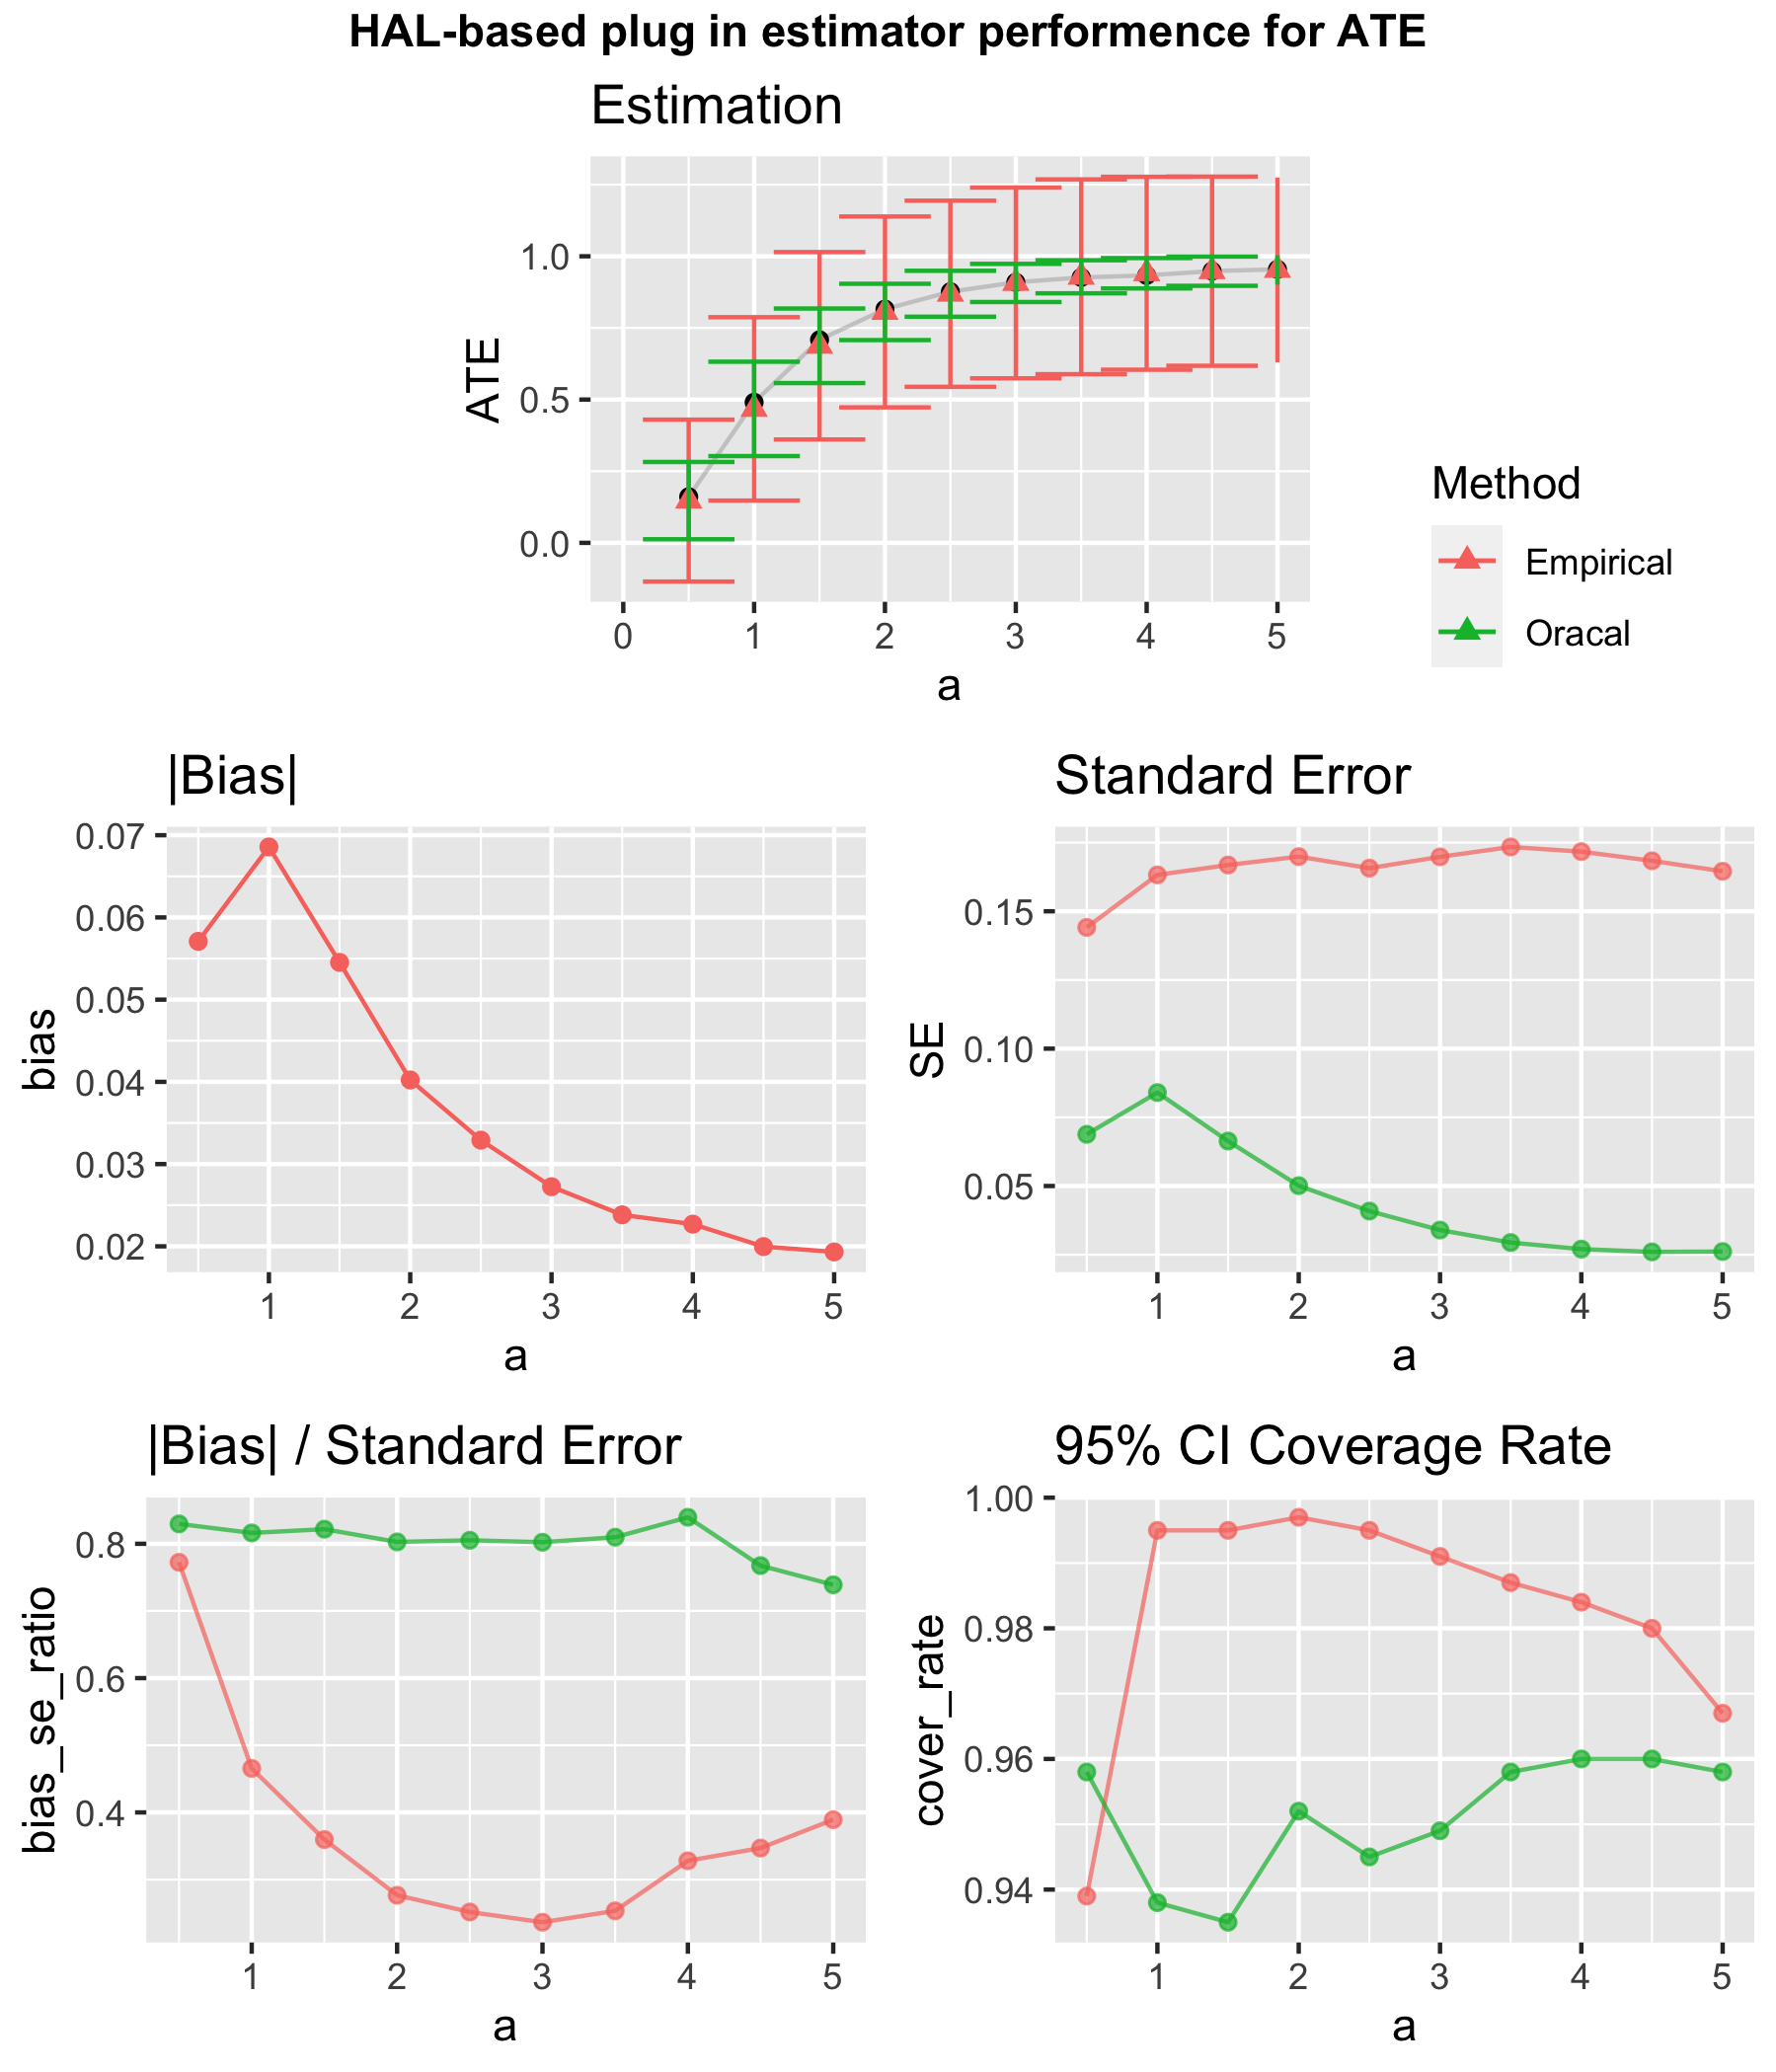 HAL-based plug in estimator performence for ATE
Estimation
ATE
1.0
0.5
0.0
0 1 2 3 4 5
a
Method
Empirical
Oracal
|Bias|
bias
0.07
0.06
0.05
0.04
0.03
0.02
1 2 3 4 5
a
Standard Error
SE
0.15
0.10
0.05
1 2 3 4 5
a
|Bias| / Standard Error
bias_se_ratio
0.8
0.6
0.4
1 2 3 4 5
a
95% CI Coverage Rate
cover_rate
1.00
0.98
0.96
0.94
1 2 3 4 5
a